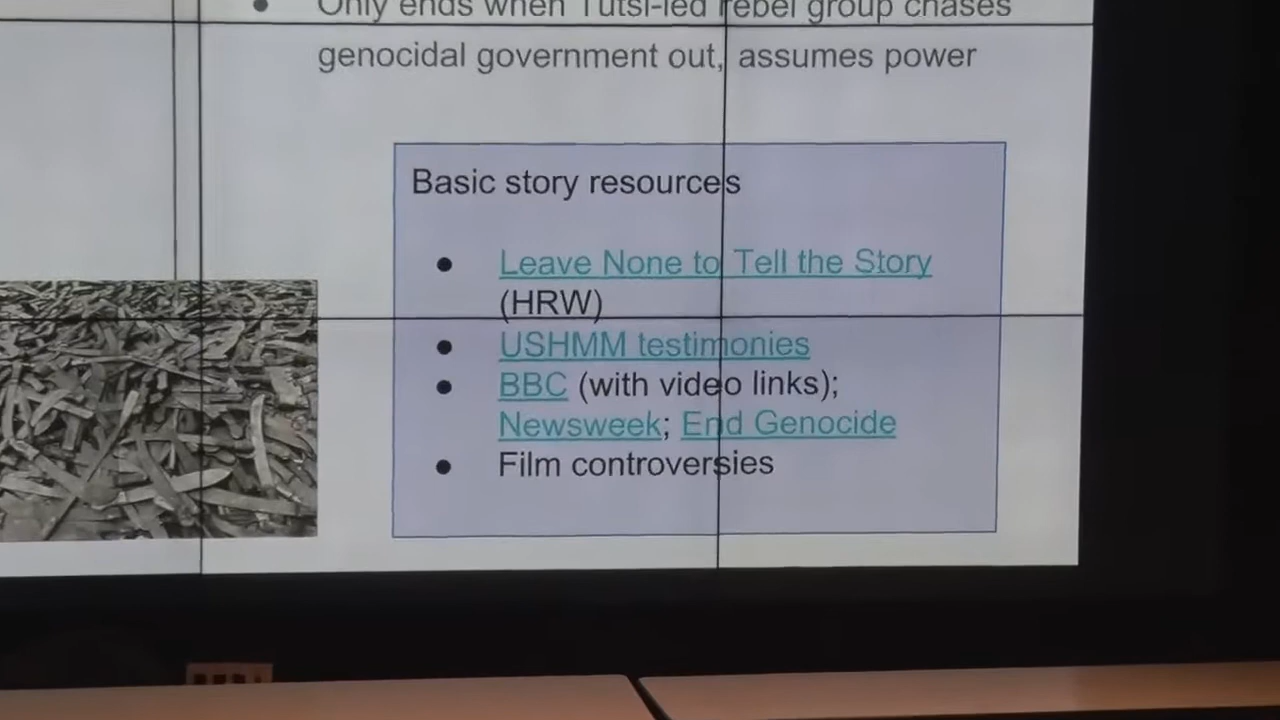 • Only ends when Tutsi-led rebel group chases
genocidal government out, assumes power
Basic story resources
• Leave None to Tell the Story
(HRW)
• USHMM testimonies
• BBC (with video links);
Newsweek; End Genocide
• Film controversies